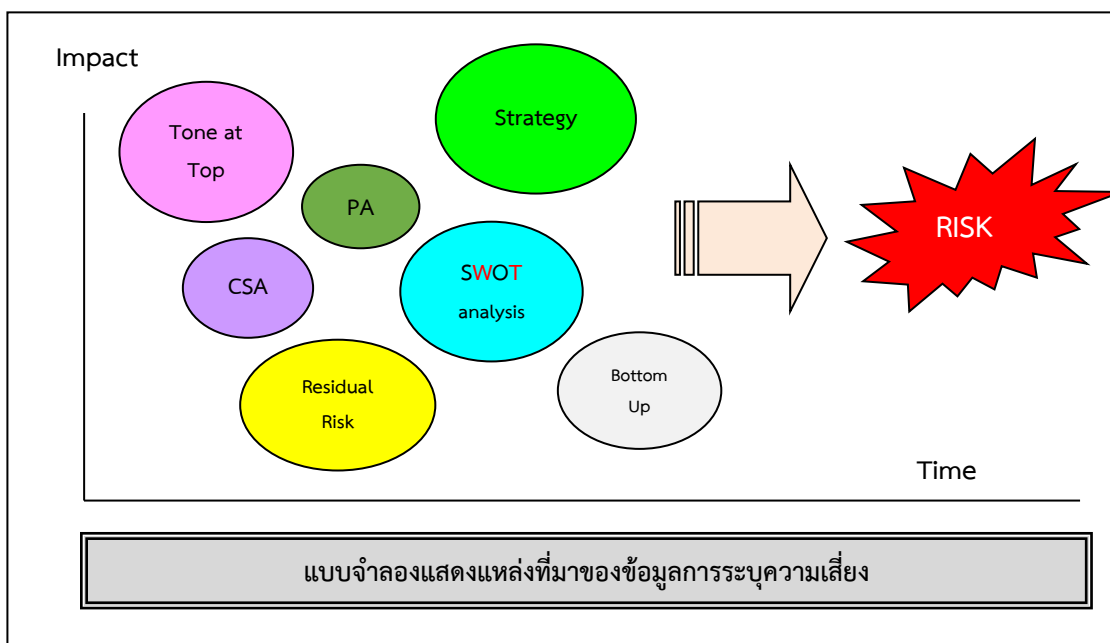 Impact
Tone at
Top
Strategy
PA
RISK
CSA
SWOT
analysis
Residual
Risk
Bottom
Up
Time
แบบจำลองแสดงแหล่งที่มาของข้อมูลการระบุความเสี่ยง